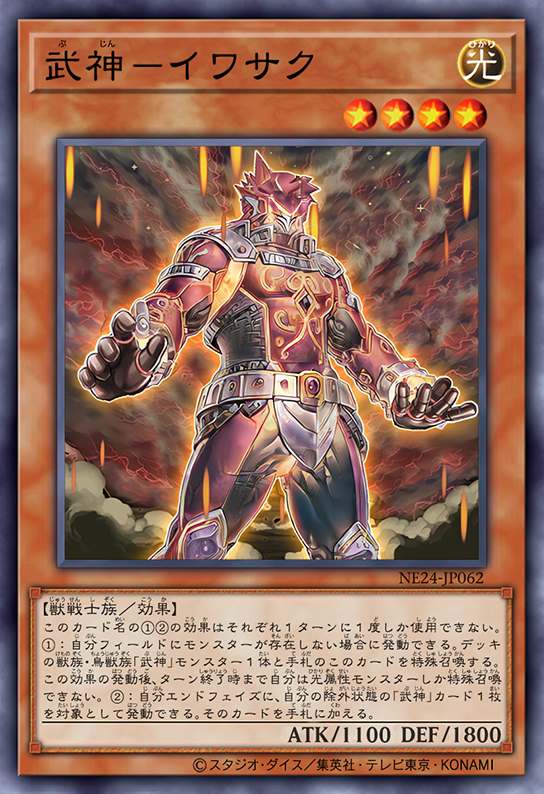 武神－イワサク
光
NE24-JP062
【獣戦士族／効果】
このカード名の①②の効果はそれぞれ１ターンに１度しか使用できない。
①：自分フィールドにモンスターが存在しない場合に発動できる。デッキ
の獣族・鳥獣族「武神」モンスター１体と手札のこのカードを特殊召喚する。
この効果の発動後、ターン終了時まで自分は光属性モンスターしか特殊召喚
できない。②：自分エンドフェイズに、自分の除外状態の「武神」カード１枚
を対象として発動できる。そのカードを手札に加える。
ATK/1100 DEF/1800
©スタジオ・ダイス／集英社・テレビ東京・KONAMI